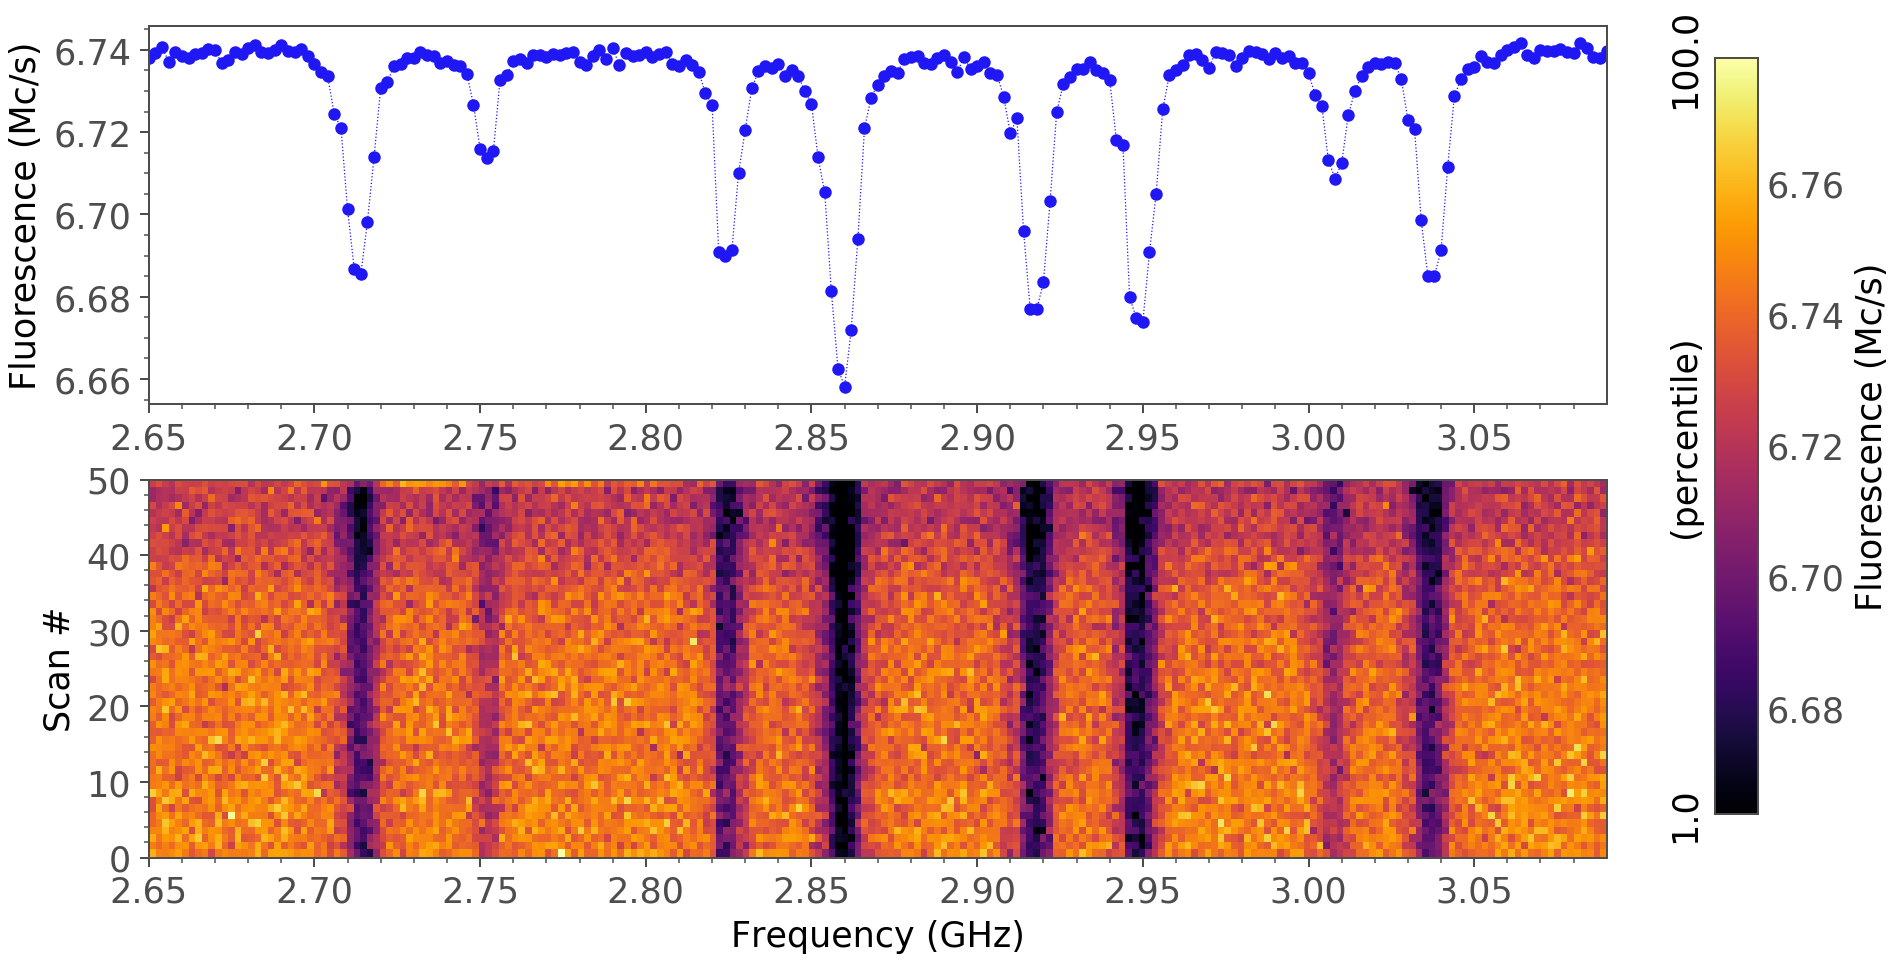 Fluorescence (Mc/s)
6.74
6.72
6.70
6.68
6.66
2.65 2.70 2.75 2.80 2.85 2.90 2.95 3.00 3.05
Scan #
50
40
30
20
10
0
2.65 2.70 2.75 2.80 2.85 2.90 2.95 3.00 3.05
Frequency (GHz)
100.0
(percentile)
1.0
6.76
6.74
6.72
6.70
6.68
Fluorescence (Mc/s)